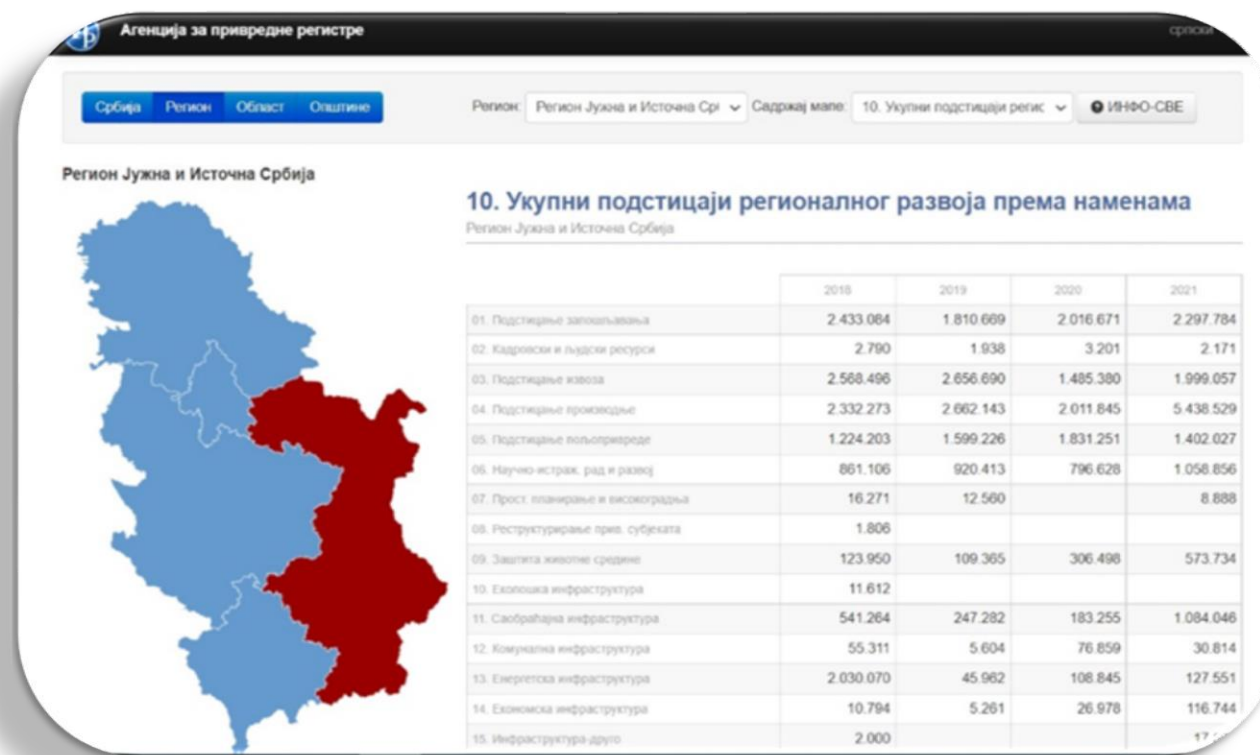 Агенција за привредне регистре
српски
Србија Регион Област Општине
Регион: Регион Јужна и Источна Срб Садржај мапе: 10. Укупни подстицаји регис ИНФО-СВЕ
Регион Јужна и Источна Србија
10. Укупни подстицаји регионалног развоја према наменама
Регион Јужна и Источна Србија
2018 2019 2020 2021
01. Подстицање запошљавања 2.433.084 1.810.669 2.016.671 2.297.784
02. Кадровски и људски ресурси 2.790 1.938 3.201 2.171
03. Подстицање извоза 2.568.496 2.656.690 1.485.380 1.999.057
04. Подстицање производње 2.332.273 2.662.143 2.011.845 5.438.529
05. Подстицање пољопривреде 1.224.203 1.599.226 1.831.251 1.402.027
06. Научно-истраж. рад и развој 861.106 920.413 796.628 1.058.856
07. Прост. планирање и високоградња 16.271 12.560 8.888
08. Реструктурирање прив. субјеката 1.806
09. Заштита животне средине 123.950 109.365 306.498 573.734
10. Еколошка инфраструктура 11.612
11. Саобраћајна инфраструктура 541.264 247.282 183.255 1.084.046
12. Комунална инфраструктура 55.311 5.604 76.859 30.814
13. Енергетска инфраструктура 2.030.070 45.962 108.845 127.551
14. Економска инфраструктура 10.794 5.261 26.978 116.744
15. Инфраструктура-друго 2.000